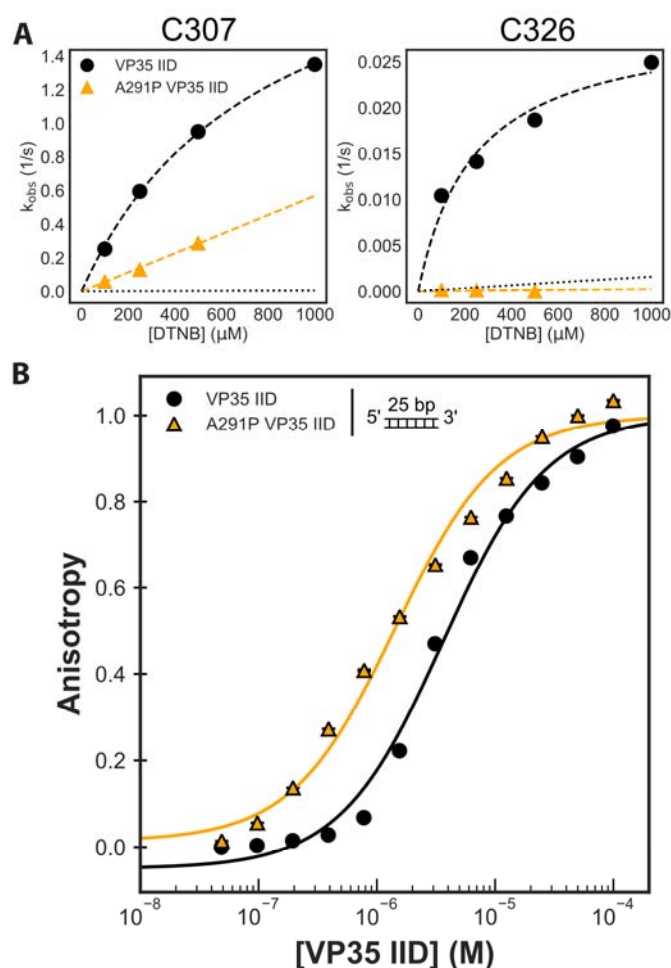 A
C307
C326
VP35 IID
A291P VP35 IID
1.4
1.2
1.0
0.8
0.6
0.4
0.2
0.0
k_obs (1/s)
0 200 400 600 800 1000
[DTNB] (µM)
0.025
0.020
0.015
0.010
0.005
0.000
k_obs (1/s)
0 200 400 600 800 1000
[DTNB] (µM)
B
VP35 IID
A291P VP35 IID
25 bp
5' 3'
1.0
0.8
0.6
0.4
0.2
0.0
Anisotropy
10⁻⁸ 10⁻⁷ 10⁻⁶ 10⁻⁵ 10⁻⁴
[VP35 IID] (M)